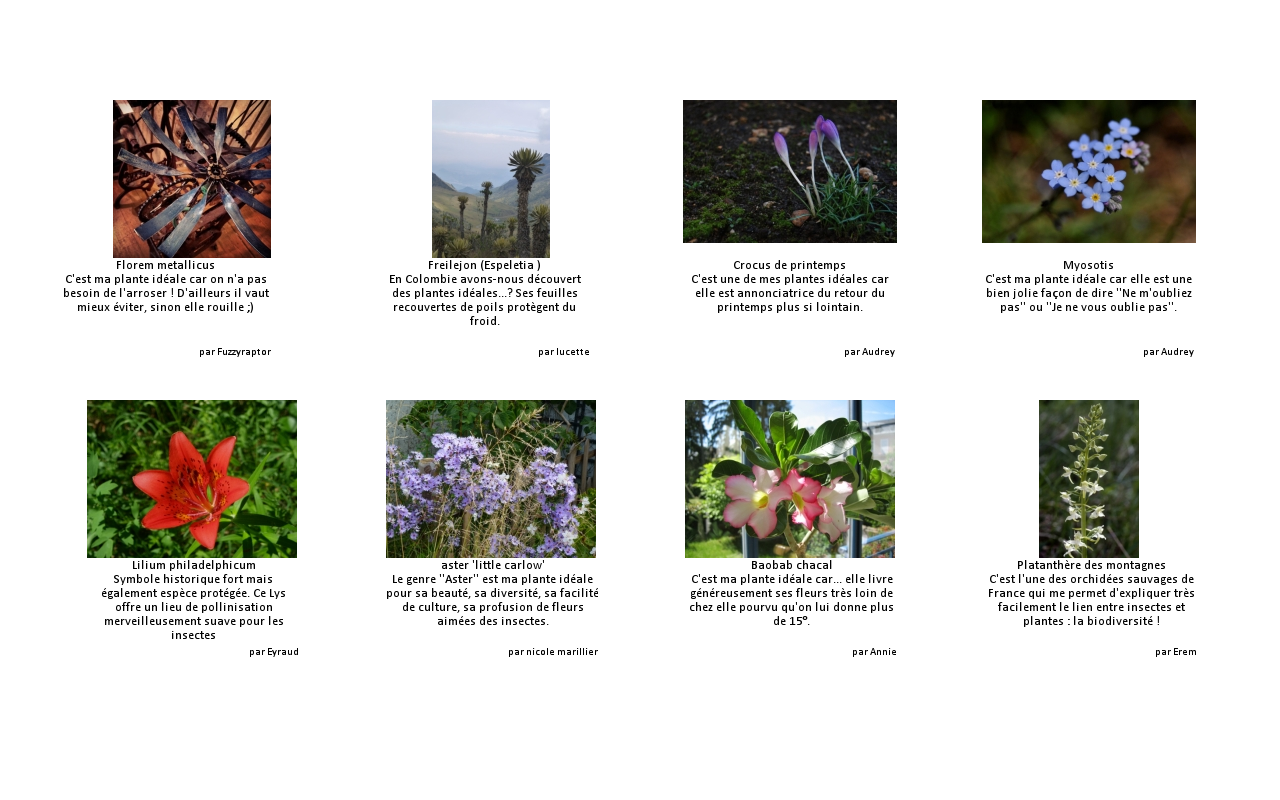 Florem metallicus
C'est ma plante idéale car on n'a pas
besoin de l'arroser ! D'ailleurs il vaut
mieux éviter, sinon elle rouille ;)
par Fuzzyraptor
Freilejon (Espeletia )
En Colombie avons-nous découvert
des plantes idéales...? Ses feuilles
recouvertes de poils protègent du
froid.
par lucette
Crocus de printemps
C'est une de mes plantes idéales car
elle est annonciatrice du retour du
printemps plus si lointain.
par Audrey
Myosotis
C'est ma plante idéale car elle est une
bien jolie façon de dire "Ne m'oubliez
pas" ou "Je ne vous oublie pas".
par Audrey
Lilium philadelphicum
Symbole historique fort mais
également espèce protégée. Ce Lys
offre un lieu de pollinisation
merveilleusement suave pour les
insectes
par Eyraud
aster 'little carlow'
Le genre "Aster" est ma plante idéale
pour sa beauté, sa diversité, sa facilité
de culture, sa profusion de fleurs
aimées des insectes.
par nicole marillier
Baobab chacal
C'est ma plante idéale car... elle livre
généreusement ses fleurs très loin de
chez elle pourvu qu'on lui donne plus
de 15°.
par Annie
Platanthère des montagnes
C'est l'une des orchidées sauvages de
France qui me permet d'expliquer très
facilement le lien entre insectes et
plantes : la biodiversité !
par Erem